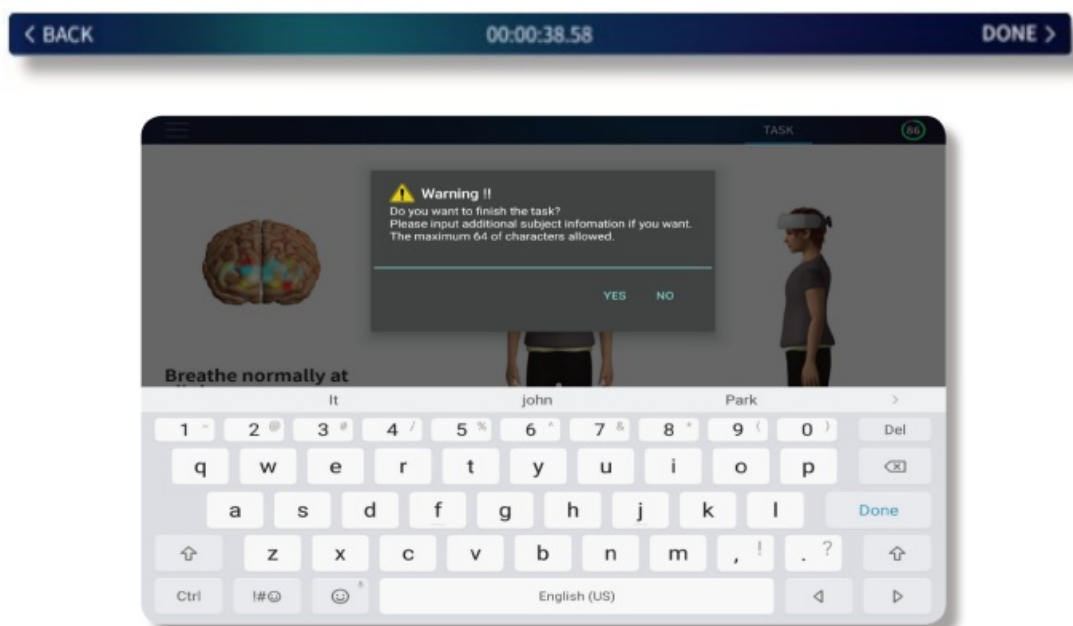 < BACK 00:00:38.58 DONE >
TASK 86
Warning !!
Do you want to finish the task?
Please input additional subject infomation if you want.
The maximum 64 of characters allowed.
YES NO
Breathe normally at
It john Park >
1 ~ 2 @ 3 # 4 / 5 % 6 ^ 7 & 8 * 9 ( 0 ) Del
q w e r t y u i o p
a s d f g h j k l Done
z x c v b n m , ! . ?
Ctrl !#☺ English (US)